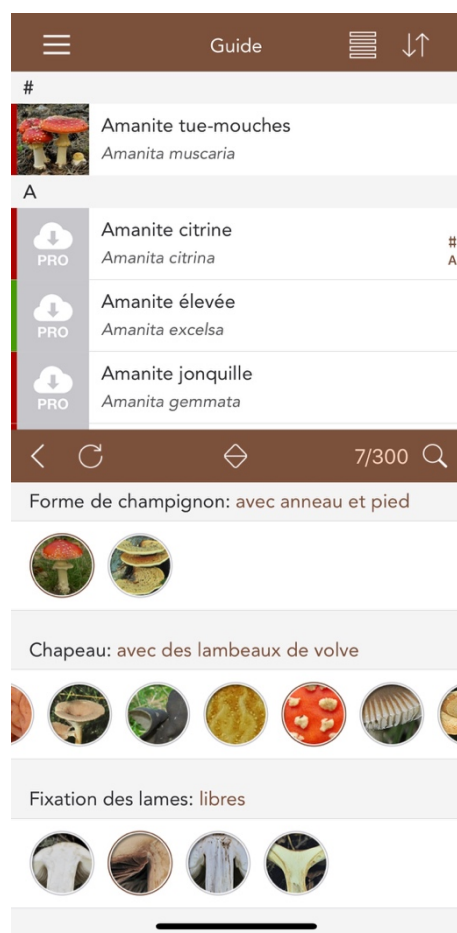 Guide
#
Amanite tue-mouches
Amanita muscaria
A
PRO
Amanite citrine
Amanita citrina
#
A
PRO
Amanite élevée
Amanita excelsa
PRO
Amanite jonquille
Amanita gemmata
7/300
Forme de champignon: avec anneau et pied
Chapeau: avec des lambeaux de volve
Fixation des lames: libres